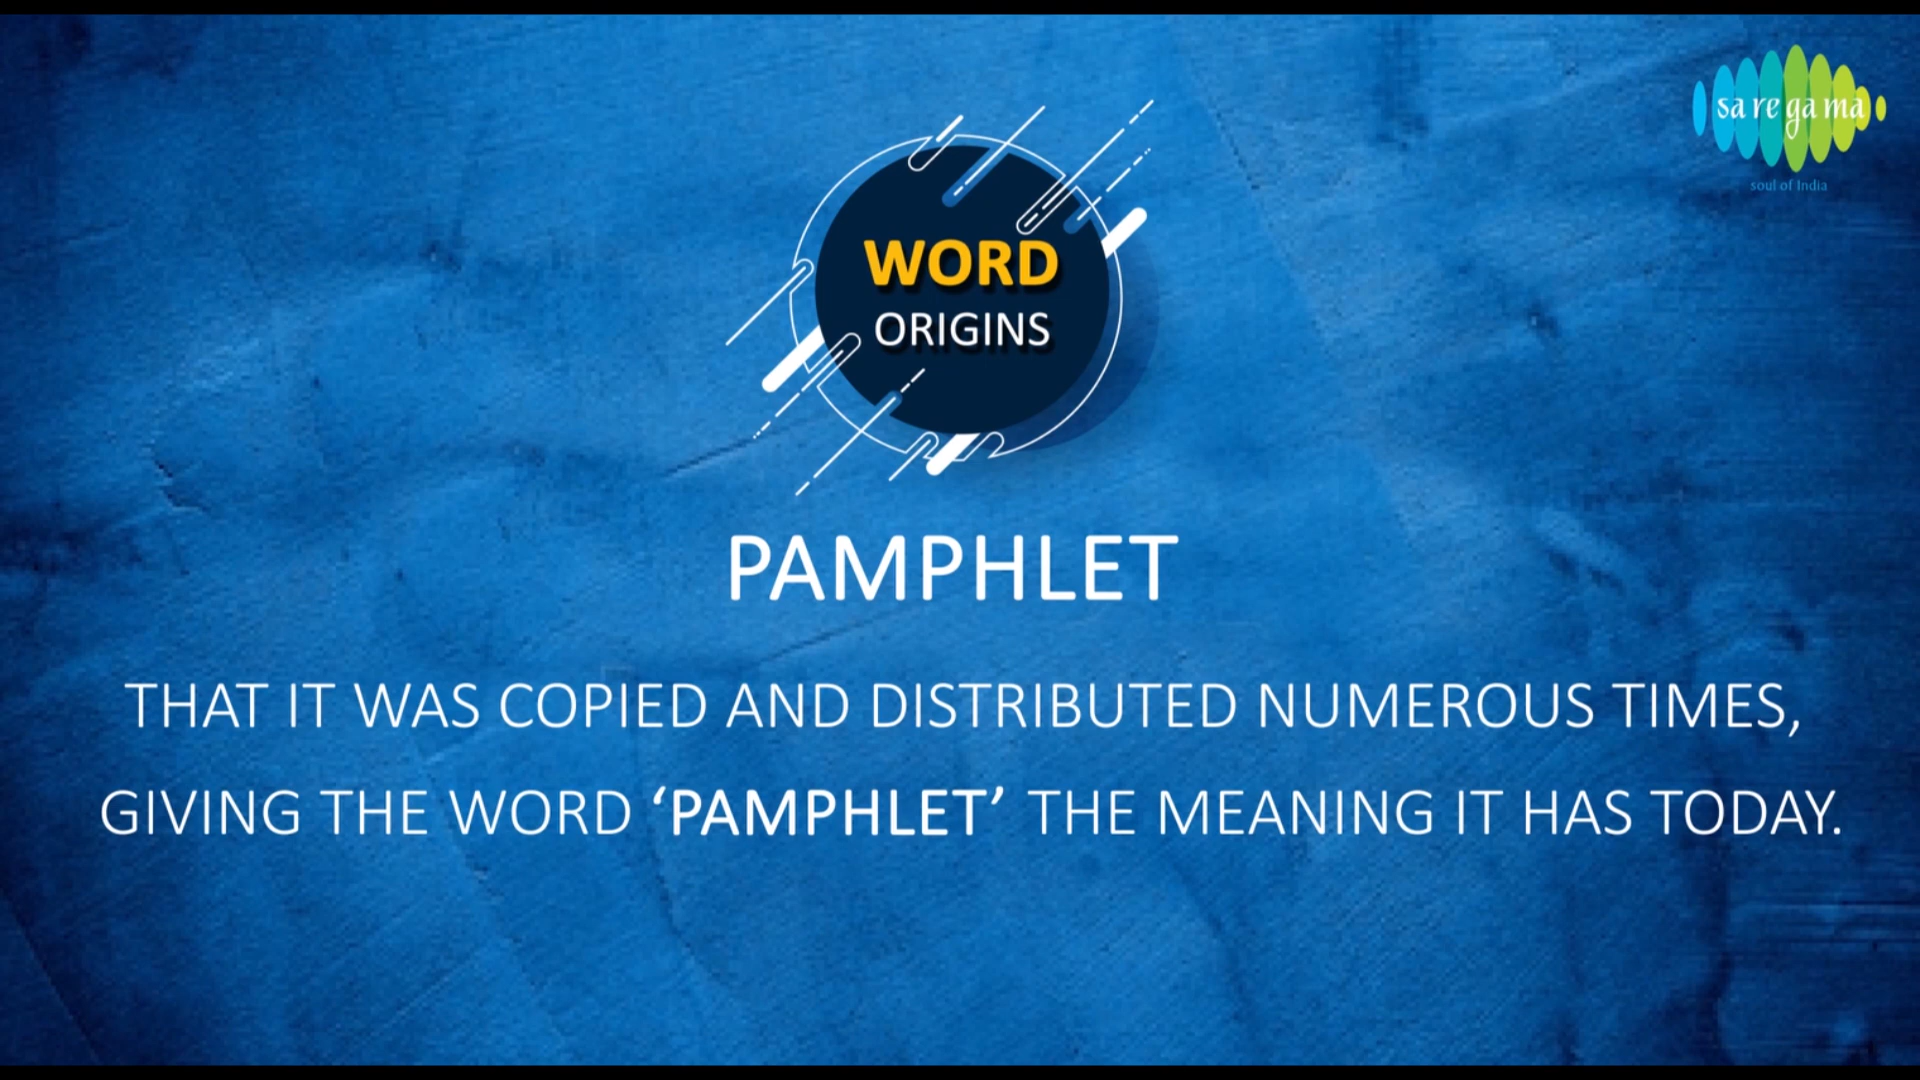 sa re ga ma
soul of India
WORD
ORIGINS
PAMPHLET
THAT IT WAS COPIED AND DISTRIBUTED NUMEROUS TIMES,
GIVING THE WORD ‘PAMPHLET’ THE MEANING IT HAS TODAY.